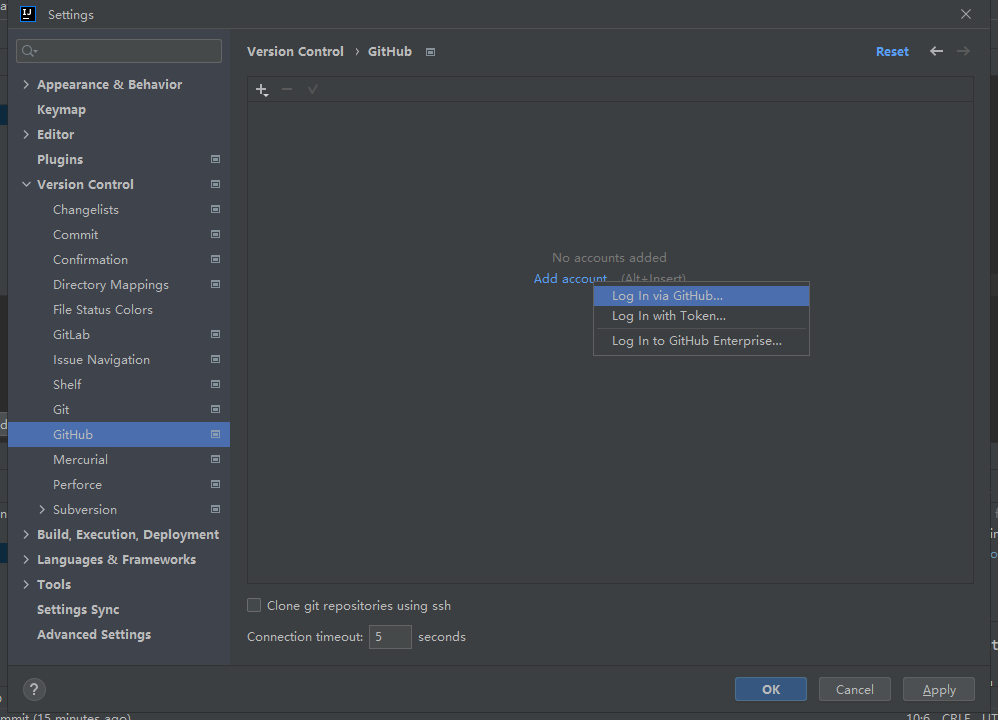 IJ Settings
Version Control › GitHub Reset
Appearance & Behavior
Keymap
Editor
Plugins
Version Control
Changelists
Commit
Confirmation
Directory Mappings
File Status Colors
GitLab
Issue Navigation
Shelf
Git
GitHub
Mercurial
Perforce
Subversion
Build, Execution, Deployment
Languages & Frameworks
Tools
Settings Sync
Advanced Settings
No accounts added
Add account (Alt+Insert)
Log In via GitHub...
Log In with Token...
Log In to GitHub Enterprise...
Clone git repositories using ssh
Connection timeout: 5 seconds
? OK Cancel Apply
mmit (15 minutes ago) 10:6 CRLF UT